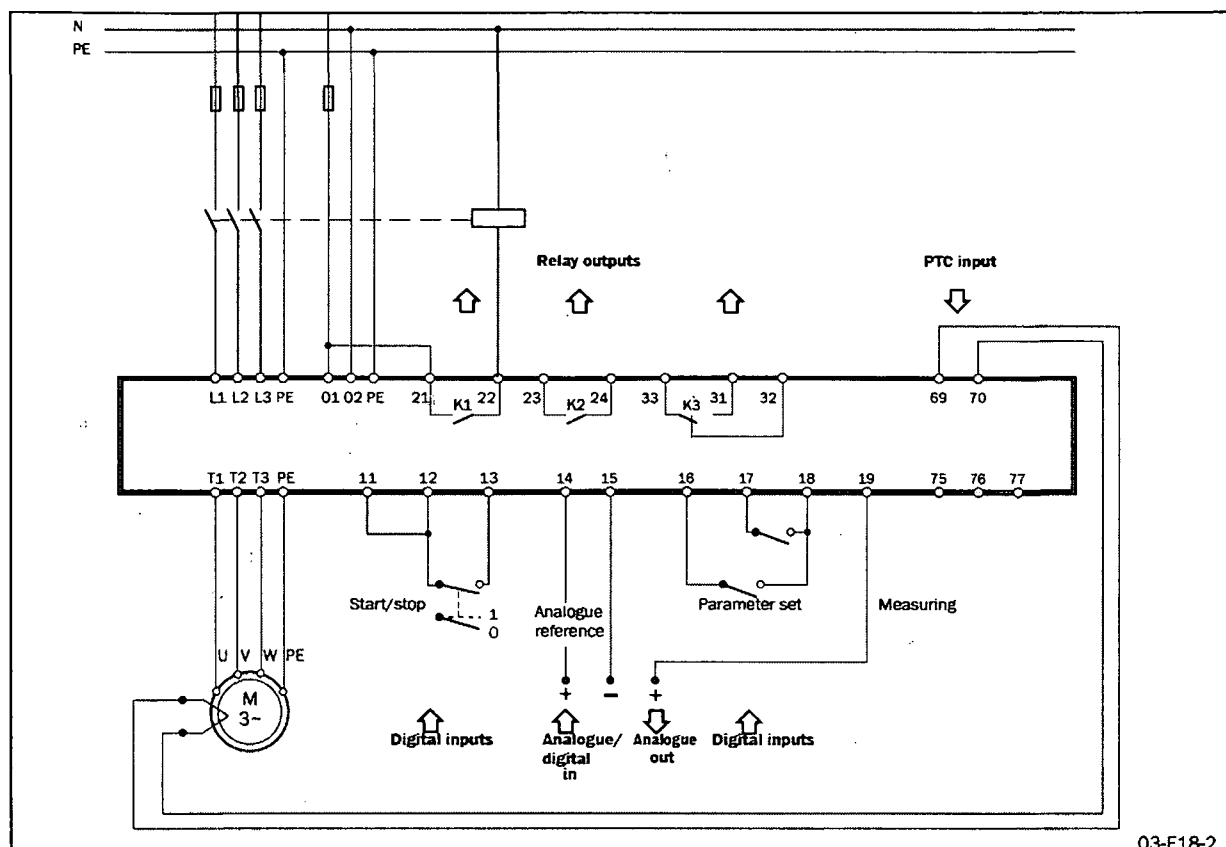 N
PE
Relay outputs
PTC input
L1 L2 L3 PE 01 02 PE 21 K1 22 23 K2 24 33 K3 31 32 69 70
T1 T2 T3 PE 11 12 13 14 15 16 17 18 19 75 76 77
Start/stop
1
0
Analogue
reference
Parameter set
Measuring
U V W PE
M
3~
+ − +
Digital inputs
Analogue/
digital
in
Analogue
out
Digital inputs
03-F18-2